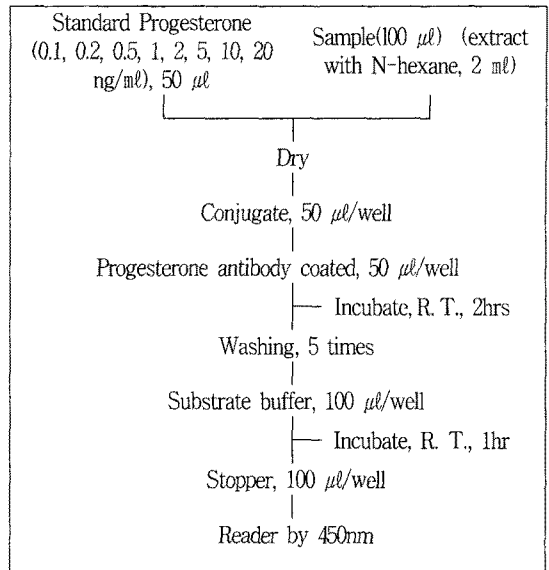 Standard Progesterone
(0.1, 0.2, 0.5, 1, 2, 5, 10, 20
ng/㎖), 50 ㎕
Sample(100 ㎕) (extract
with N-hexane, 2 ㎖)
Dry
Conjugate, 50 ㎕/well
Progesterone antibody coated, 50 ㎕/well
Incubate, R. T., 2hrs
Washing, 5 times
Substrate buffer, 100 ㎕/well
Incubate, R. T., 1hr
Stopper, 100 ㎕/well
Reader by 450nm